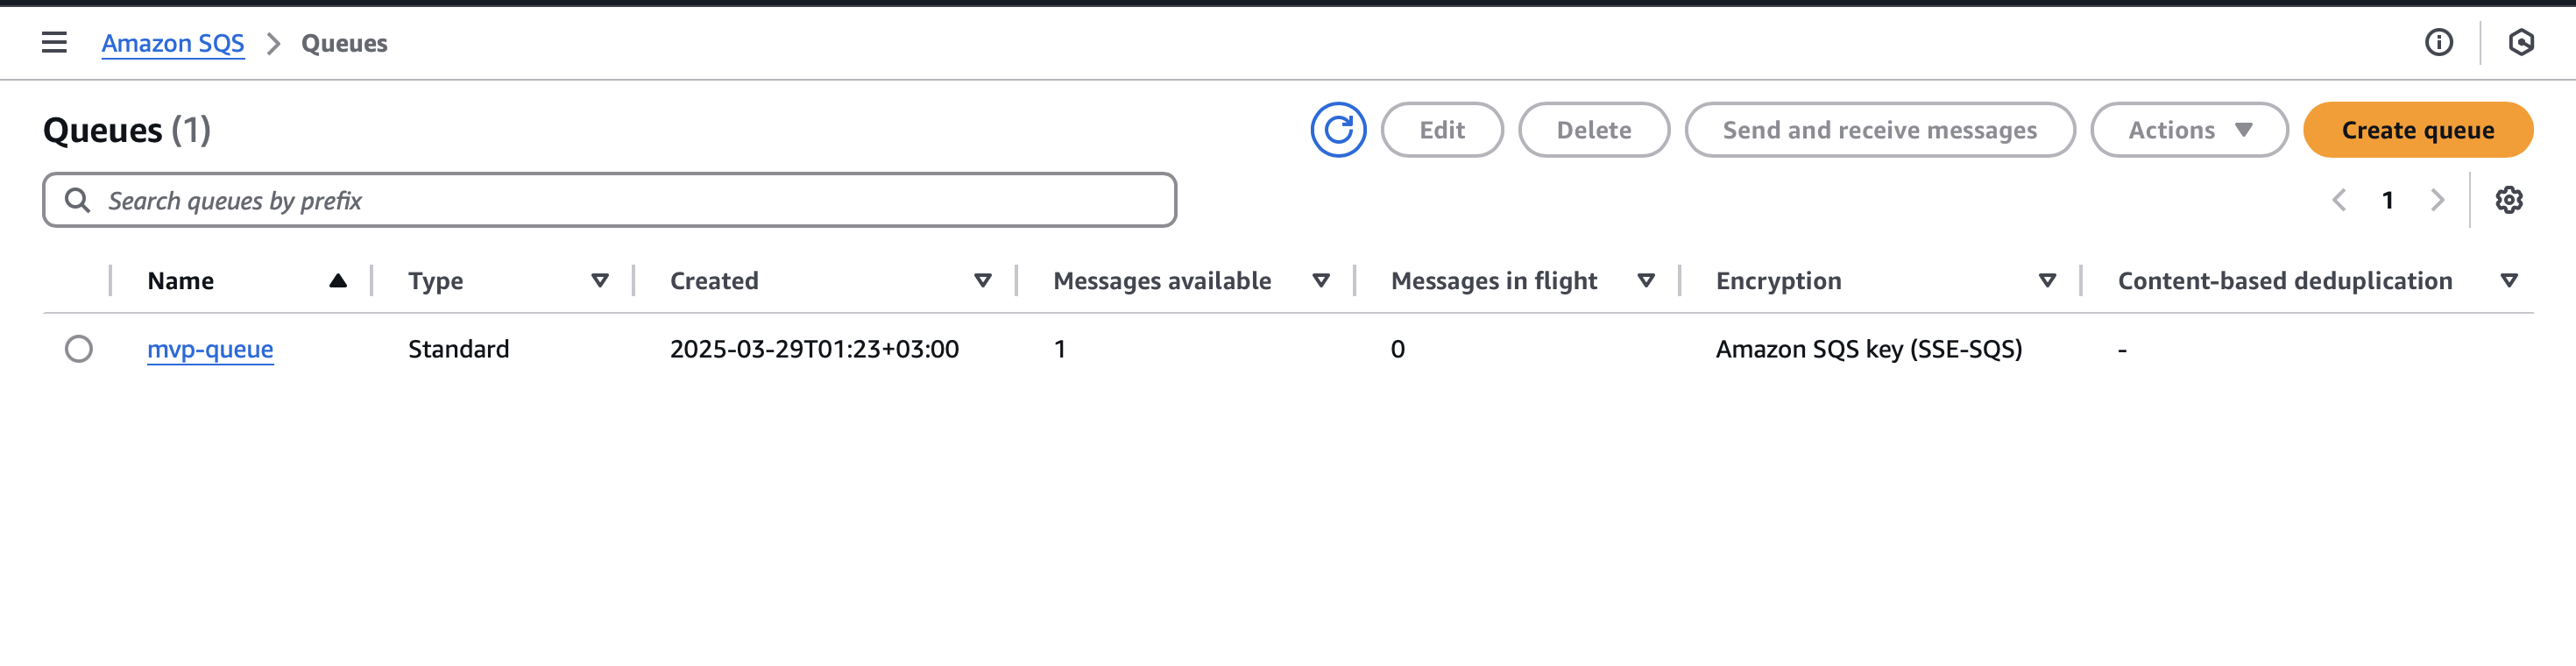 Amazon SQS > Queues
Queues (1)
Edit
Delete
Send and receive messages
Actions
Create queue
Search queues by prefix
1
Name Type Created Messages available Messages in flight Encryption Content-based deduplication
mvp-queue Standard 2025-03-29T01:23+03:00 1 0 Amazon SQS key (SSE-SQS) -